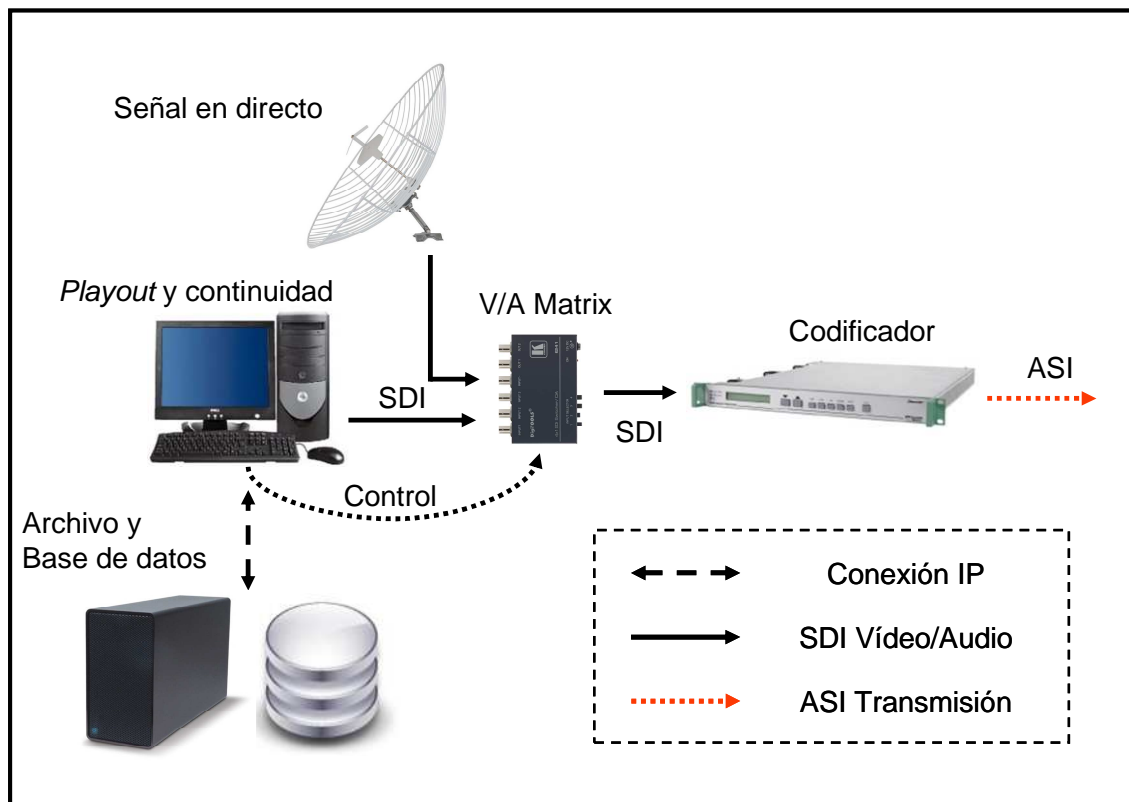 Señal en directo
Playout y continuidad
V/A Matrix
Codificador
ASI
SDI
SDI
Control
Archivo y
Base de datos
Conexión IP
SDI Vídeo/Audio
ASI Transmisión